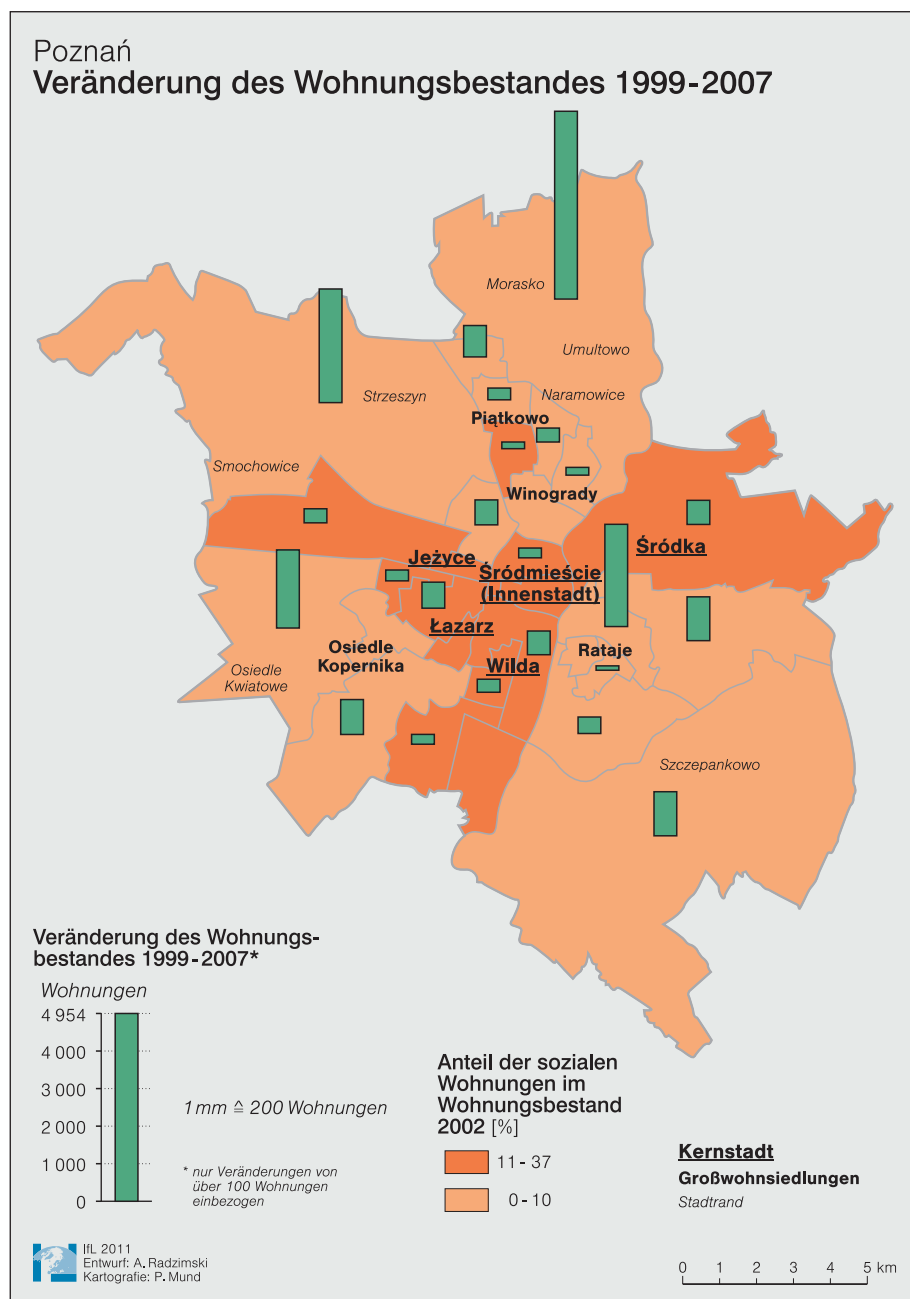 Poznań
Veränderung des Wohnungsbestandes 1999-2007
Morasko
Umultowo
Strzeszyn
Naramowice
Piątkowo
Smochowice
Winogrady
Jeżyce
Śródmieście
(Innenstadt)
Śródka
Łazarz
Osiedle
Kopernika
Wilda
Rataje
Osiedle
Kwiatowe
Szczepankowo
Veränderung des Wohnungs-
bestandes 1999-2007*
Wohnungen
4 954
4 000
3 000
2 000
1 000
0
1 mm ≙ 200 Wohnungen
* nur Veränderungen von
über 100 Wohnungen
einbezogen
Anteil der sozialen
Wohnungen im
Wohnungsbestand
2002 [%]
11 - 37
0 - 10
Kernstadt
Großwohnsiedlungen
Stadtrand
IfL 2011
Entwurf: A. Radzimski
Kartografie: P. Mund
0 1 2 3 4 5 km